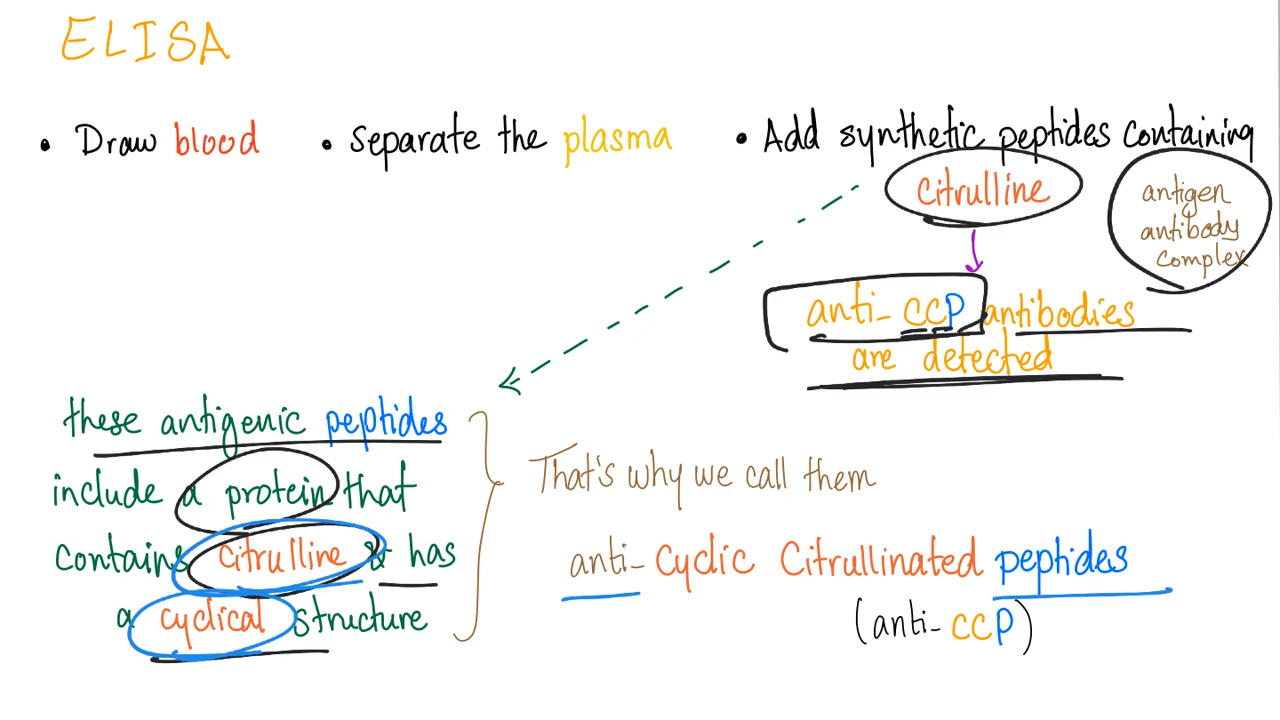 ELISA
• Draw blood • separate the plasma • Add synthetic peptides containing
citrulline
antigen
antibody
complex
anti-CCP antibodies
are detected
these antigenic peptides
include a protein that
contains citrulline & has
a cyclical structure
That's why we call them
anti-Cyclic Citrullinated peptides
(anti-CCP)